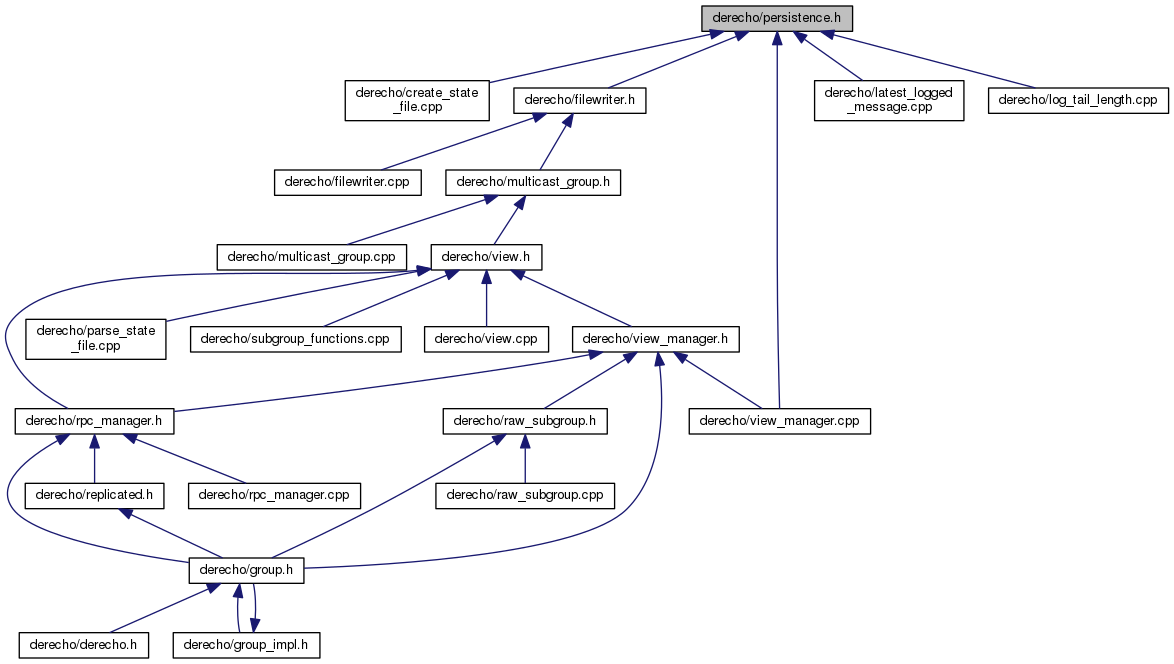 derecho/persistence.h
derecho/create_state
_file.cpp
derecho/filewriter.h
derecho/latest_logged
_message.cpp
derecho/log_tail_length.cpp
derecho/filewriter.cpp
derecho/multicast_group.h
derecho/multicast_group.cpp
derecho/view.h
derecho/parse_state
_file.cpp
derecho/subgroup_functions.cpp
derecho/view.cpp
derecho/view_manager.h
derecho/rpc_manager.h
derecho/raw_subgroup.h
derecho/view_manager.cpp
derecho/replicated.h
derecho/rpc_manager.cpp
derecho/raw_subgroup.cpp
derecho/group.h
derecho/derecho.h
derecho/group_impl.h